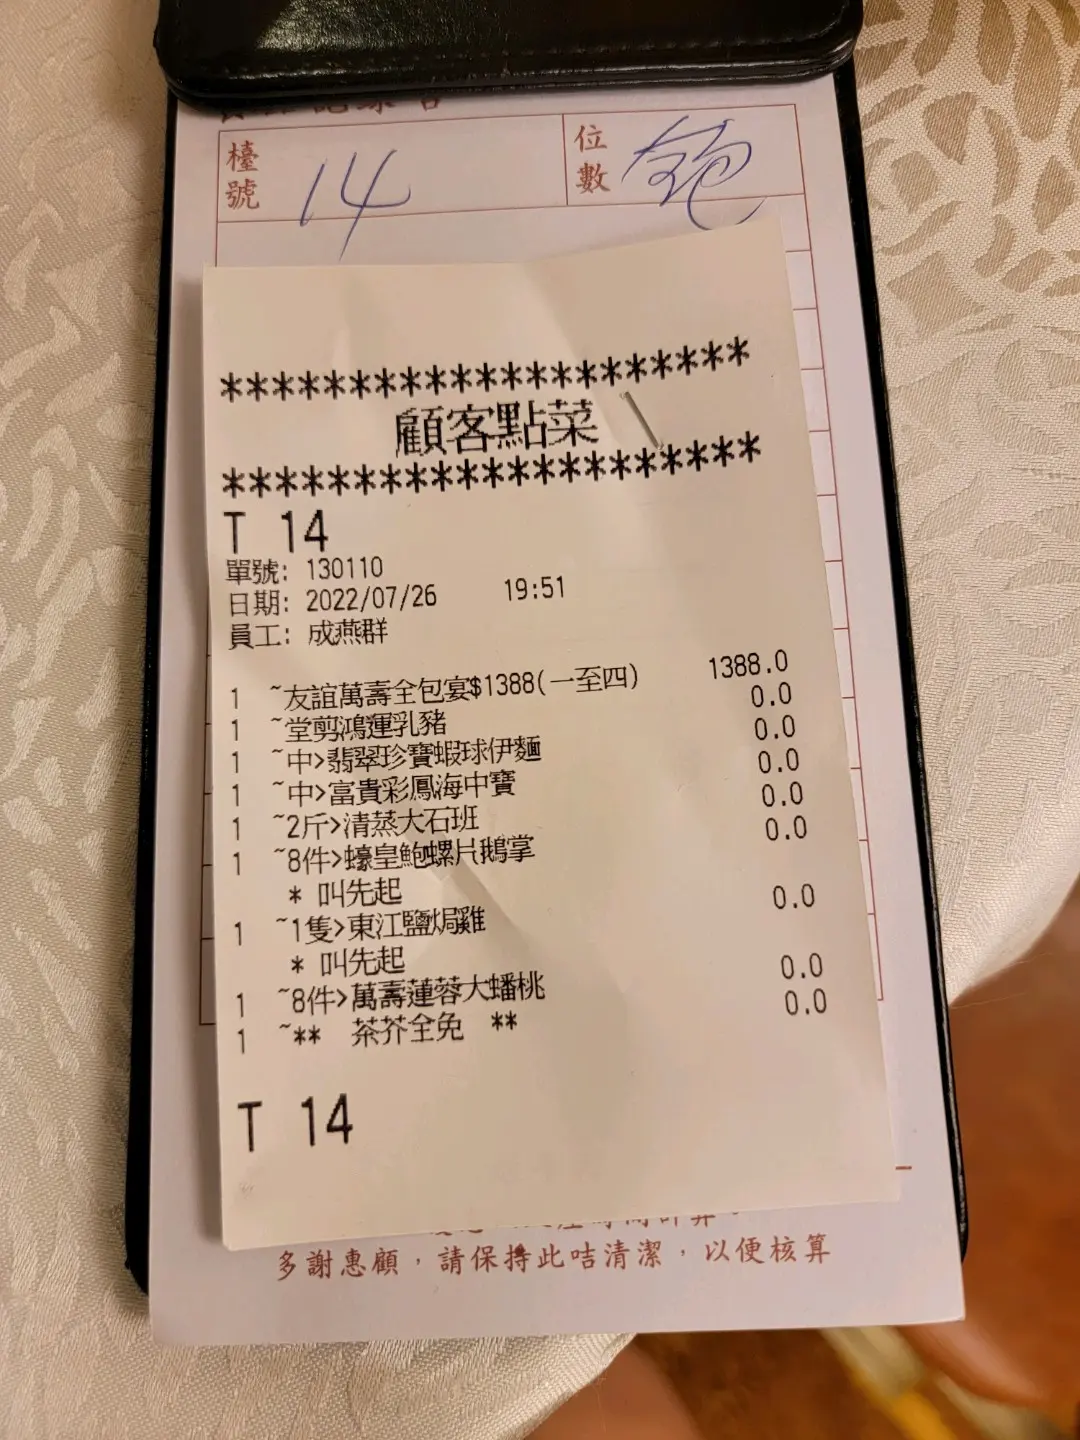 檯號 14 位數 全包
*********************
顧客點菜
*********************
T 14
單號: 130110
日期: 2022/07/26 19:51
員工: 成燕群
1 ~友誼萬壽全包宴$1388(一至四) 1388.0
1 ~堂剪鴻運乳豬 0.0
1 ~中>翡翠珍寶蝦球伊麵 0.0
1 ~中>富貴彩鳳海中寶 0.0
1 ~2斤>清蒸大石班 0.0
1 ~8件>蠔皇鮑螺片鵝掌 0.0
* 叫先起
1 ~1隻>東江鹽焗雞 0.0
* 叫先起
1 ~8件>萬壽蓮蓉大蟠桃 0.0
1 ~** 茶芥全免 ** 0.0
T 14
多謝惠顧，請保持此咭清潔，以便核算